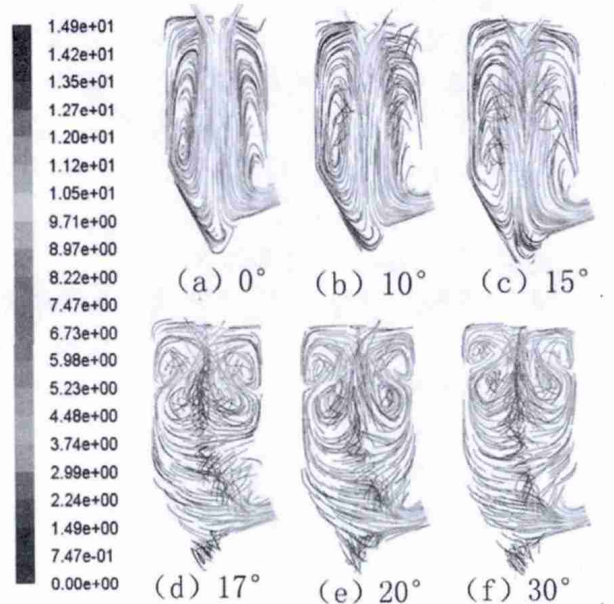 1.49e+01
1.42e+01
1.35e+01
1.27e+01
1.20e+01
1.12e+01
1.05e+01
9.71e+00
8.97e+00
8.22e+00
7.47e+00
6.73e+00
5.98e+00
5.23e+00
4.48e+00
3.74e+00
2.99e+00
2.24e+00
1.49e+00
7.47e-01
0.00e+00
(a) 0° (b) 10° (c) 15°
(d) 17° (e) 20° (f) 30°